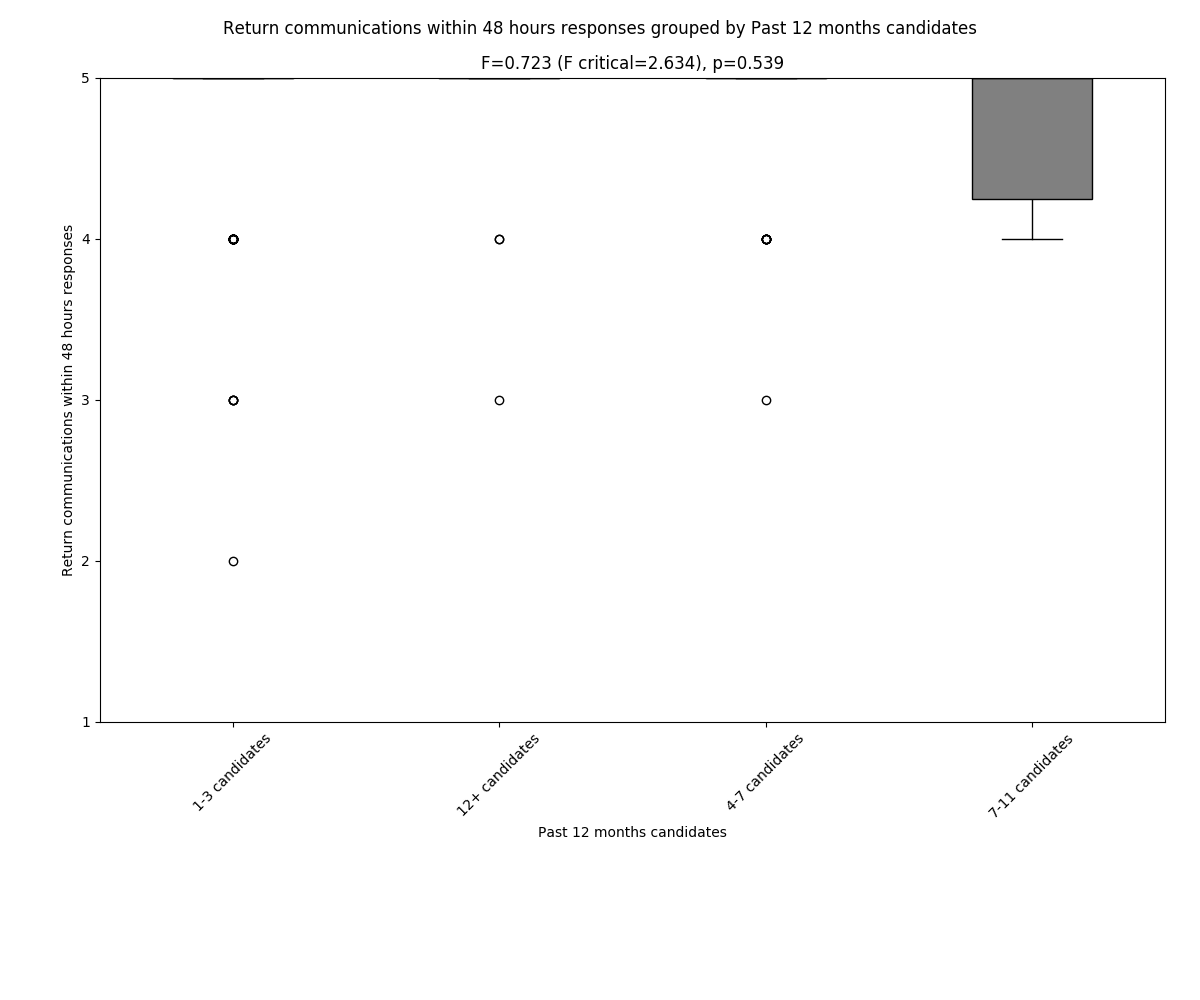 Return communications within 48 hours responses grouped by Past 12 months candidates
F=0.723 (F critical=2.634), p=0.539
5
4
3
2
1
Return communications within 48 hours responses
1-3 candidates
12+ candidates
4-7 candidates
7-11 candidates
Past 12 months candidates